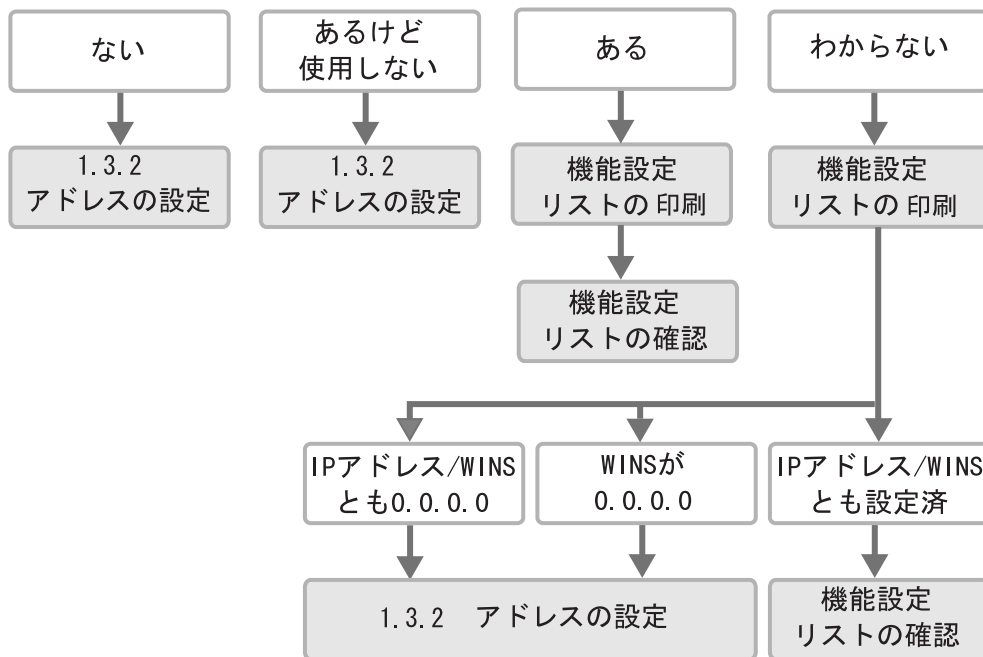 ない
あるけど
使用しない
ある
わからない
1.3.2
アドレスの設定
1.3.2
アドレスの設定
機能設定
リストの印刷
機能設定
リストの印刷
機能設定
リストの確認
IPアドレス/WINS
とも0.0.0.0
WINSが
0.0.0.0
IPアドレス/WINS
とも設定済
1.3.2 アドレスの設定
機能設定
リストの確認